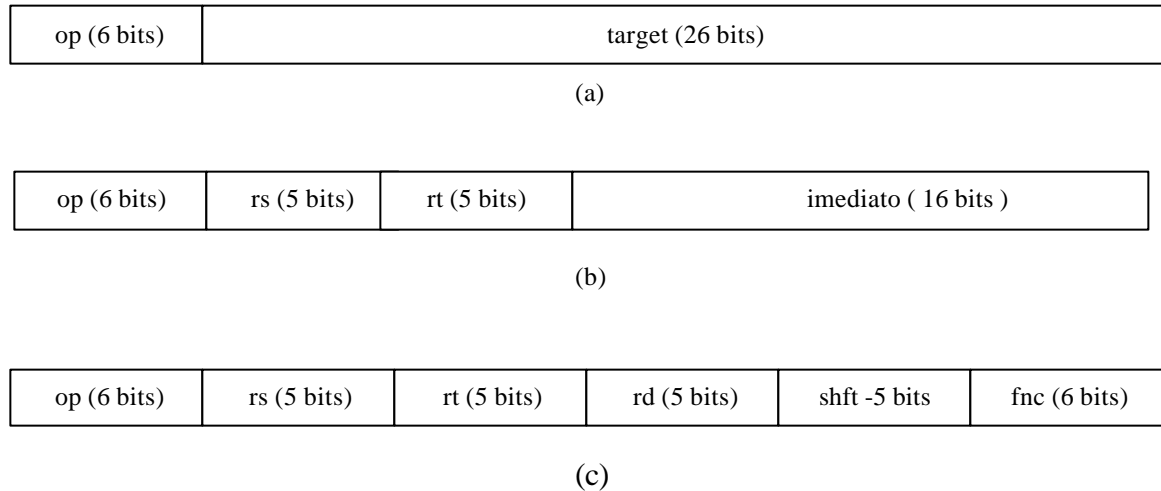 op (6 bits) target (26 bits)
(a)
op (6 bits) rs (5 bits) rt (5 bits) imediato ( 16 bits )
(b)
op (6 bits) rs (5 bits) rt (5 bits) rd (5 bits) shft -5 bits fnc (6 bits)
(c)